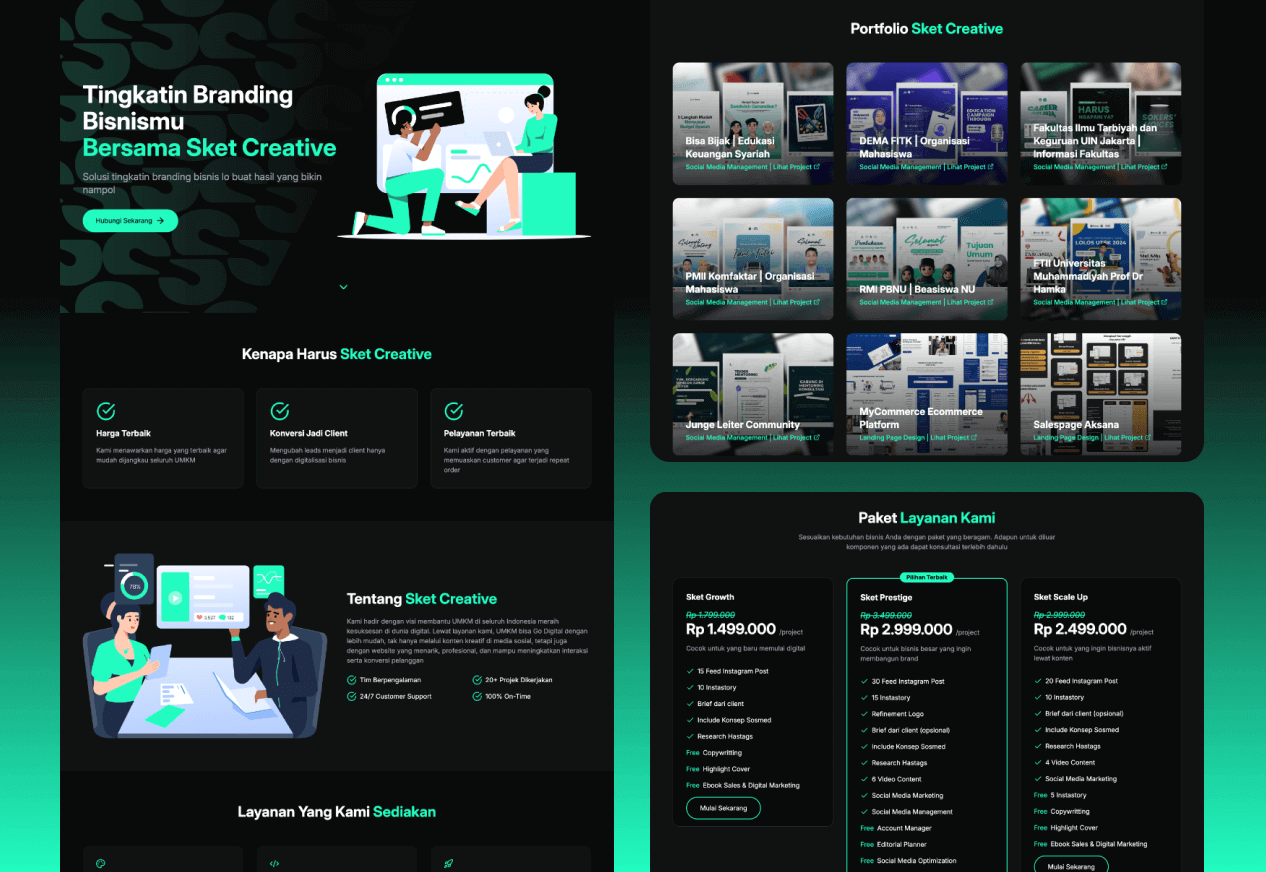 Tingkatin Branding
Bisnismu
Bersama Sket Creative
Solusi tingkatin branding bisnis lo buat hasil yang bikin
nampol
Hubungi Sekarang
Kenapa Harus Sket Creative
Harga Terbaik
Kami menawarkan harga yang terbaik agar
mudah dijangkau seluruh UMKM
Konversi Jadi Client
Mengubah leads menjadi client hanya
dengan digitalisasi bisnis
Pelayanan Terbaik
Kami aktif dengan pelayanan yang
memuaskan customer agar terjadi repeat
order
78%
Tentang Sket Creative
Kami hadir dengan visi membantu UMKM di seluruh Indonesia meraih
kesuksesan di dunia digital. Lewat layanan kami, UMKM bisa Go Digital dengan
lebih mudah, tak hanya melalui konten kreatif di media sosial, tetapi juga
dengan website yang menarik, profesional, dan mampu meningkatkan interaksi
serta konversi pelanggan
Tim Berpengalaman
20+ Projek Dikerjakan
24/7 Customer Support
100% On-Time
Layanan Yang Kami Sediakan
Portfolio Sket Creative
Bisa Bijak | Edukasi
Keuangan Syariah
Social Media Management | Lihat Project
EDUCATION
CAMPAIGN
THROUGH
DEMA FITK | Organisasi
Mahasiswa
Social Media Management | Lihat Project
CAREER
HARUS
Fakultas Ilmu Tarbiyah dan
Keguruan UIN Jakarta |
Informasi Fakultas
Social Media Management | Lihat Project
PMII Komfaktar | Organisasi
Mahasiswa
Social Media Management | Lihat Project
Selamat
Tujuan
Umum
RMI PBNU | Beasiswa NU
Social Media Management | Lihat Project
LOLOS UTBK 2024
ETII Universitas
Muhammadiyah Prof Dr
Hamka
Social Media Management | Lihat Project
Junge Leiter Community
Social Media Management | Lihat Project
MyCommerce Ecommerce
Platform
Landing Page Design | Lihat Project
Salespage Aksana
Landing Page Design | Lihat Project
Paket Layanan Kami
Sesuaikan kebutuhan bisnis Anda dengan paket yang beragam. Adapun untuk diluar
komponen yang ada dapat konsultasi terlebih dahulu
Sket Growth
Rp 1.799.000
Rp 1.499.000 /project
Cocok untuk yang baru memulai digital
15 Feed Instagram Post
10 Instastory
Brief dari client
Include Konsep Sosmed
Research Hastags
Free Copywritting
Free Highlight Cover
Free Ebook Sales & Digital Marketing
Mulai Sekarang
Pilihan Terbaik
Sket Prestige
Rp 3.499.000
Rp 2.999.000 /project
Cocok untuk bisnis besar yang ingin
membangun brand
30 Feed Instagram Post
15 Instastory
Refinement Logo
Brief dari client (opsional)
Include Konsep Sosmed
Research Hastags
6 Video Content
Social Media Marketing
Social Media Management
Free Account Manager
Free Editorial Planner
Free Social Media Optimization
Sket Scale Up
Rp 2.999.000
Rp 2.499.000 /project
Cocok untuk yang ingin bisnisnya aktif
lewat konten
20 Feed Instagram Post
10 Instastory
Brief dari client (opsional)
Include Konsep Sosmed
Research Hastags
4 Video Content
Social Media Marketing
Free 5 Instastory
Free Copywritting
Free Highlight Cover
Free Ebook Sales & Digital Marketing
Mulai Sekarang